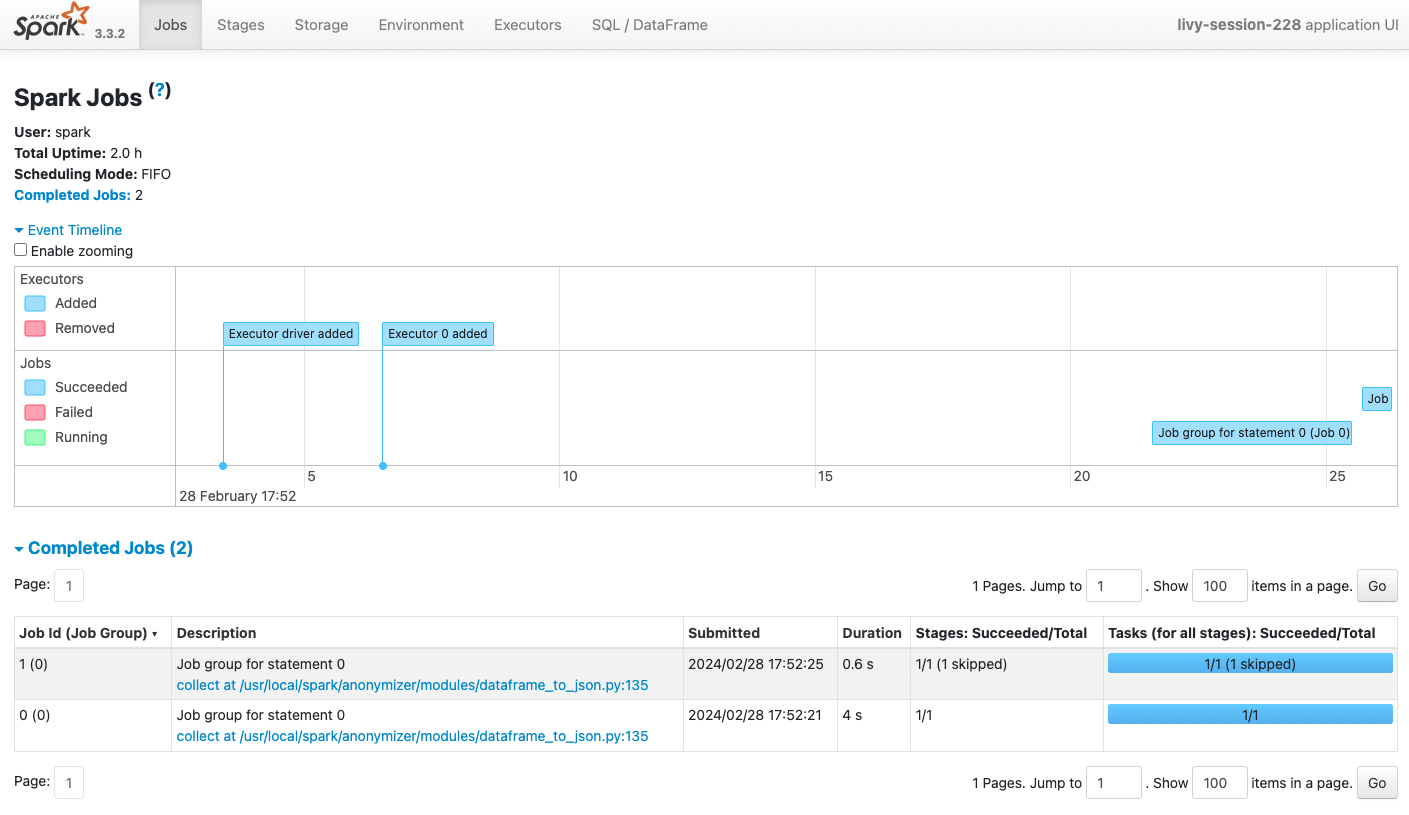 APACHE Spark 3.3.2 Jobs Stages Storage Environment Executors SQL / DataFrame livy-session-228 application UI
Spark Jobs (?)
User: spark
Total Uptime: 2.0 h
Scheduling Mode: FIFO
Completed Jobs: 2
Event Timeline
Enable zooming
Executors
Added
Removed
Executor driver added Executor 0 added
Jobs
Succeeded
Failed
Running
Job
Job group for statement 0 (Job 0)
5 10 15 20 25
28 February 17:52
Completed Jobs (2)
Page: 1 1 Pages. Jump to 1 . Show 100 items in a page. Go
Job Id (Job Group) ▾ Description Submitted Duration Stages: Succeeded/Total Tasks (for all stages): Succeeded/Total
1 (0) Job group for statement 0 2024/02/28 17:52:25 0.6 s 1/1 (1 skipped) 1/1 (1 skipped)
collect at /usr/local/spark/anonymizer/modules/dataframe_to_json.py:135
0 (0) Job group for statement 0 2024/02/28 17:52:21 4 s 1/1 1/1
collect at /usr/local/spark/anonymizer/modules/dataframe_to_json.py:135
Page: 1 1 Pages. Jump to 1 . Show 100 items in a page. Go